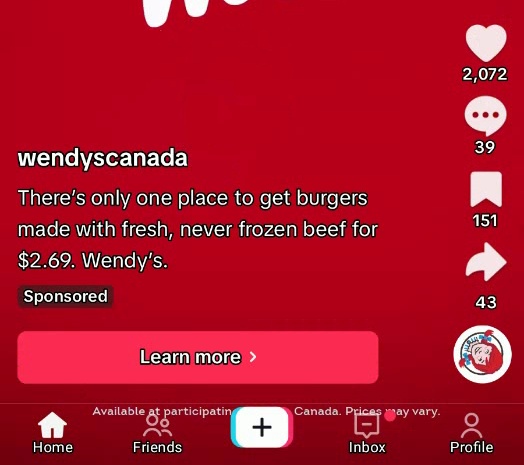 2,072
39
wendyscanada
There's only one place to get burgers
made with fresh, never frozen beef for
$2.69. Wendy's.
151
Sponsored
43
Learn more >
Available at Canada. Prices may vary.
Home
Friends
Inbox
Profile